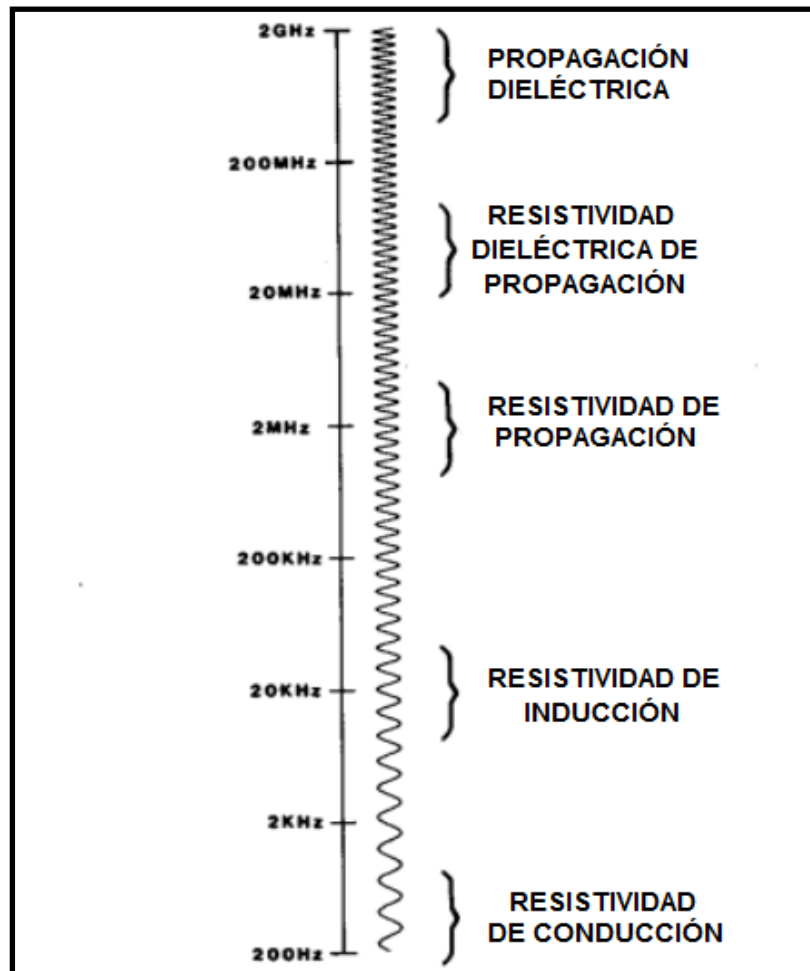 2GHz
PROPAGACIÓN
DIELÉCTRICA
200MHz
RESISTIVIDAD
DIELÉCTRICA DE
PROPAGACIÓN
20MHz
RESISTIVIDAD DE
PROPAGACIÓN
2MHz
200KHz
RESISTIVIDAD DE
INDUCCIÓN
20KHz
2KHz
RESISTIVIDAD
DE CONDUCCIÓN
200Hz